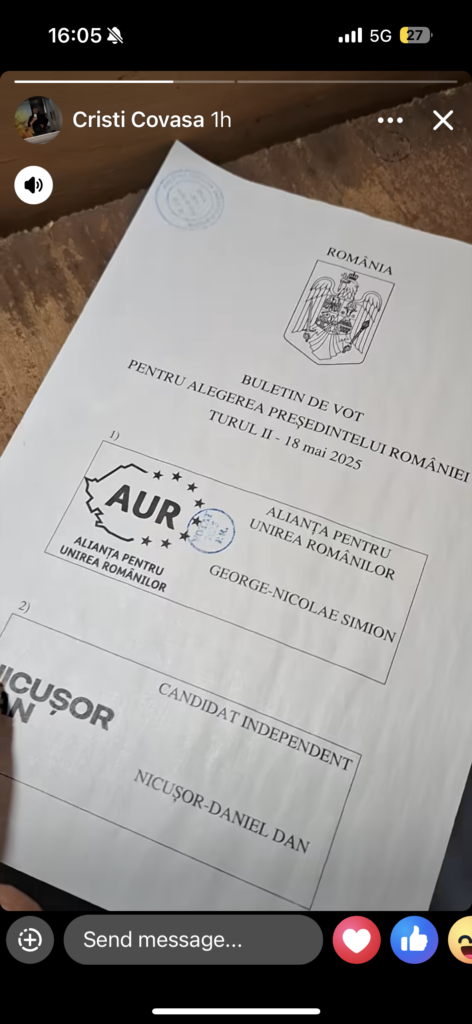 16:05
5G 27
Cristi Covasa 1h
ROMÂNIA
BULETIN DE VOT
PENTRU ALEGEREA PREȘEDINTELUI ROMÂNIEI
TURUL II - 18 mai 2025
1)
AUR
ALIANȚA PENTRU
UNIREA ROMÂNILOR
VOTAT
ALIANȚA PENTRU
UNIREA ROMÂNILOR
GEORGE-NICOLAE SIMION
2)
NICUȘOR
DAN
CANDIDAT INDEPENDENT
NICUȘOR-DANIEL DAN
Send message...